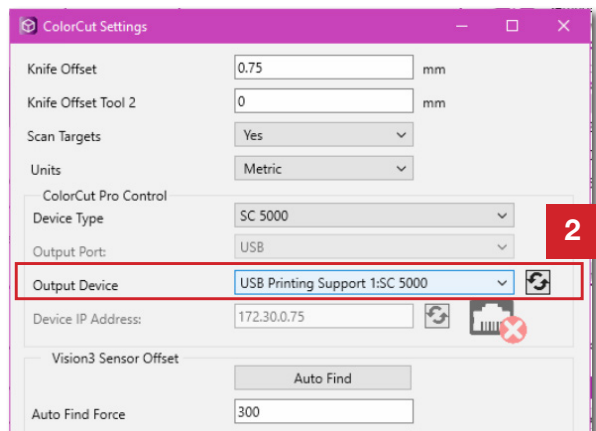 ColorCut Settings
Knife Offset 0.75 mm
Knife Offset Tool 2 0 mm
Scan Targets Yes
Units Metric
ColorCut Pro Control
Device Type SC 5000
Output Port: USB
2
Output Device USB Printing Support 1:SC 5000
Device IP Address: 172.30.0.75
Vision3 Sensor Offset
Auto Find
Auto Find Force 300